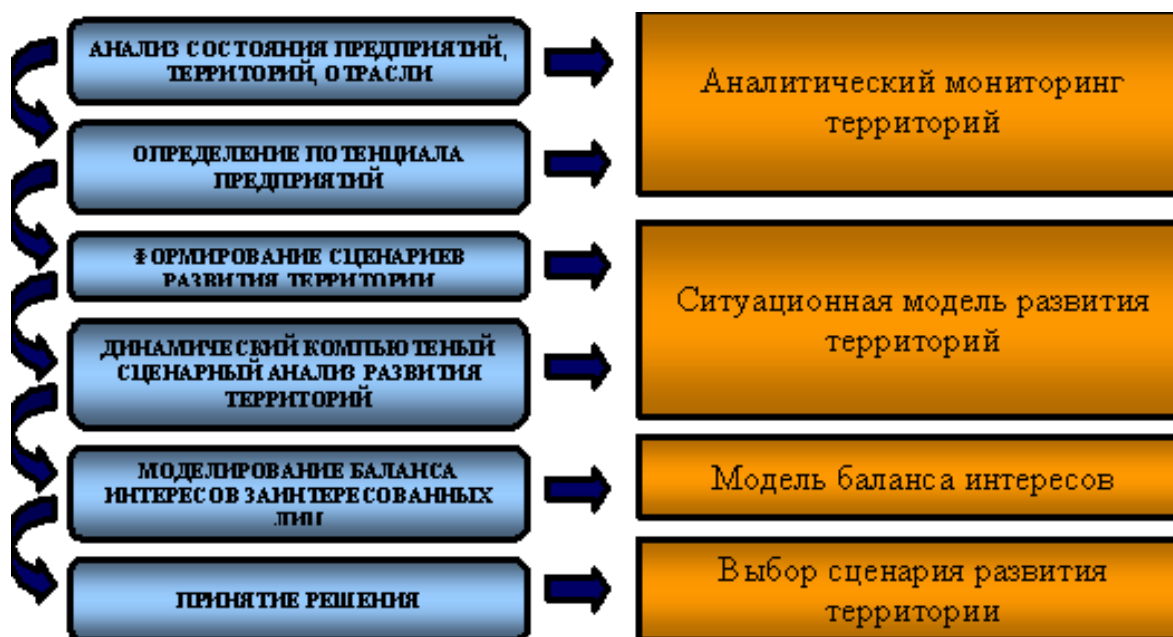 АНАЛИЗ СОСТОЯНИЯ ПРЕДПРИЯТИЙ,
ТЕРРИТОРИЙ, ОТРАСЛИ
Аналитический мониторинг
территорий
ОПРЕДЕЛЕНИЕ ПОТЕНЦИАЛА
ПРЕДПРИЯТИЙ
ФОРМИРОВАНИЕ СЦЕНАРИЕВ
РАЗВИТИЯ ТЕРРИТОРИИ
Ситуационная модель развития
территорий
ДИНАМИЧЕСКИЙ КОМПЬЮТЕНЫЙ
СЦЕНАРНЫЙ АНАЛИЗ РАЗВИТИЯ
ТЕРРИТОРИЙ
МОДЕЛИРОВАНИЕ БАЛАНСА
ИНТЕРЕСОВ ЗАИНТЕРЕСОВАННЫХ
ЛИЦ
Модель баланса интересов
ПРИНЯТИЕ РЕШЕНИЯ
Выбор сценария развития
территории